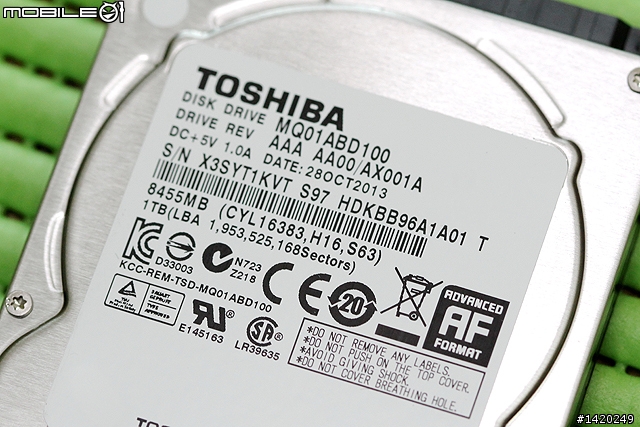 MOBILE01
TOSHIBA
DISK DRIVE MQ01ABD100
DRIVE REV AAA AA00/AX001A
DC+5V 1.0A DATE:28OCT2013
S/N X3SYT1KVT S97 HDKBB96A1A01 T
8455MB (CYL16383,H16,S63)
1TB(LBA 1,953,525,168Sectors)
D33003
N723
Z218
KCC-REM-TSD-MQ01ABD100
CE
20
ADVANCED
AF
FORMAT
TUV
E145163
LR39635
*DO NOT REMOVE ANY LABELS.
*DO NOT PUSH ON THE TOP COVER.
*AVOID GIVING SHOCK.
*DO NOT COVER BREATHING HOLE.
#1420249